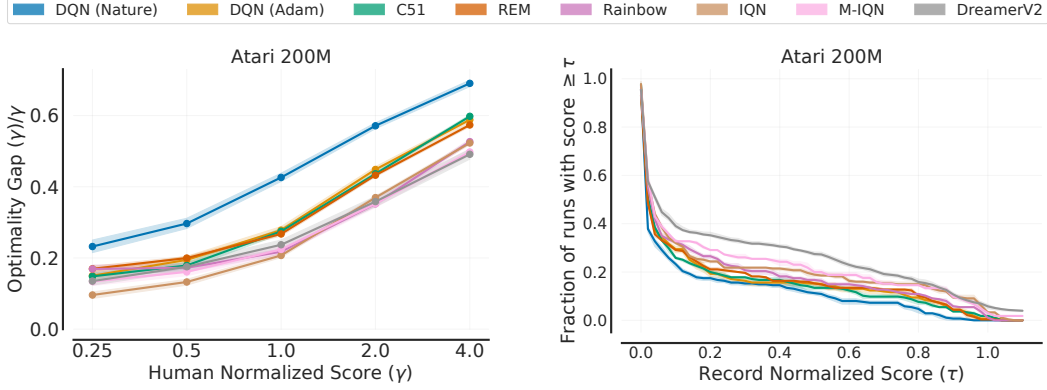 DQN (Nature) DQN (Adam) C51 REM Rainbow IQN M-IQN DreamerV2
Atari 200M
Optimality Gap (γ)/γ
0.6
0.4
0.2
0.0
0.25 0.5 1.0 2.0 4.0
Human Normalized Score (γ)
Atari 200M
Fraction of runs with score ≥ τ
1.0
0.8
0.6
0.4
0.2
0.0
0.0 0.2 0.4 0.6 0.8 1.0
Record Normalized Score (τ)